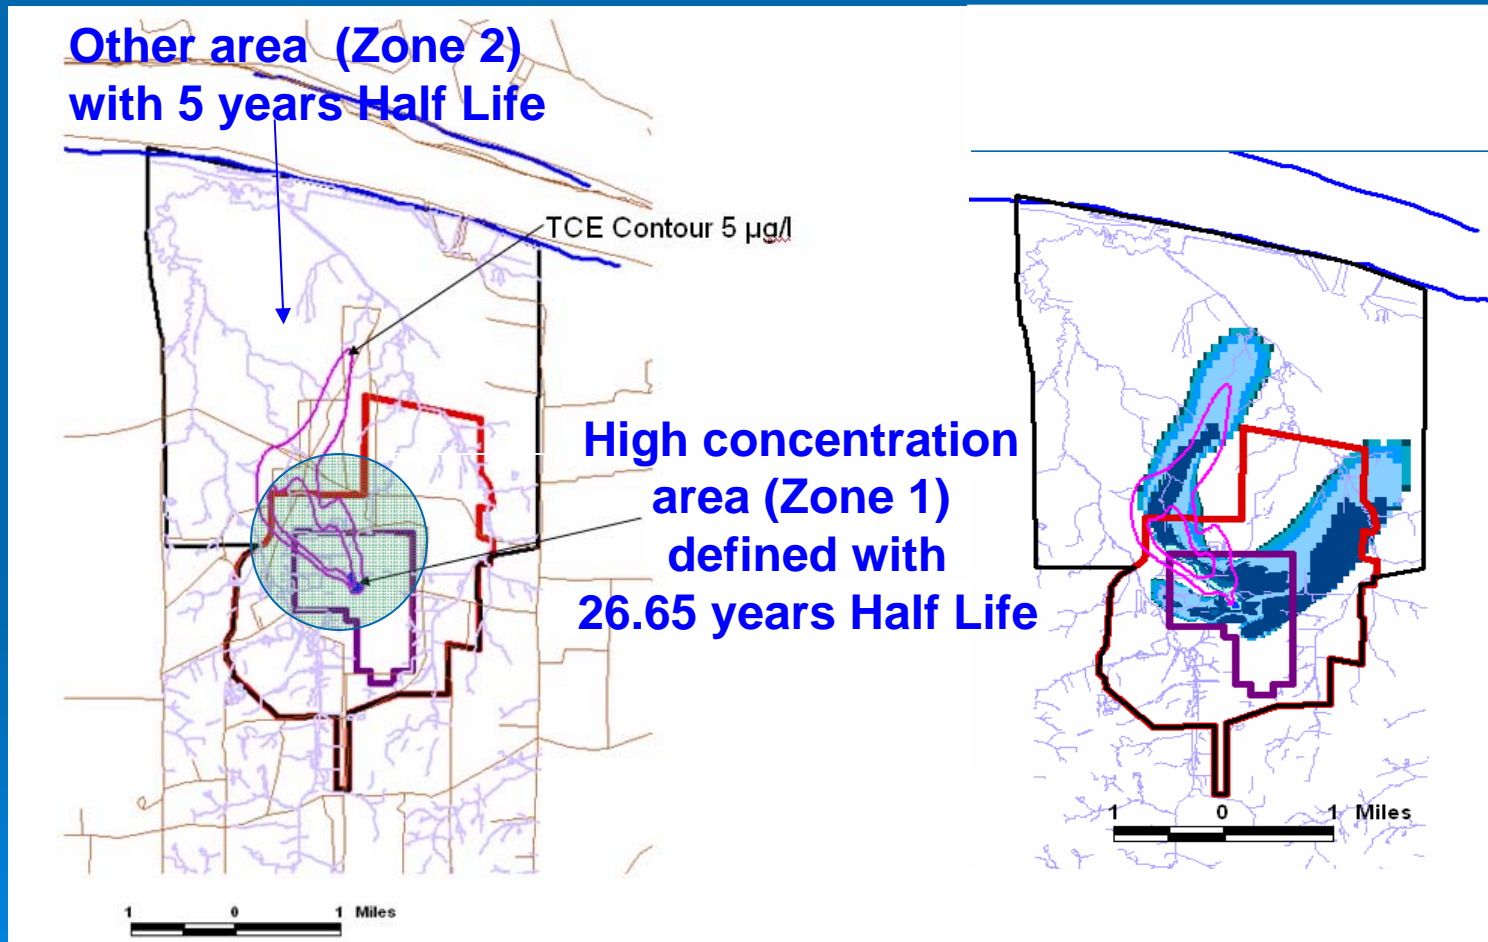 Other area (Zone 2)
with 5 years Half Life
TCE Contour 5 µg/l
High concentration
area (Zone 1)
defined with
26.65 years Half Life
1 0 1 Miles
1 0 1 Miles